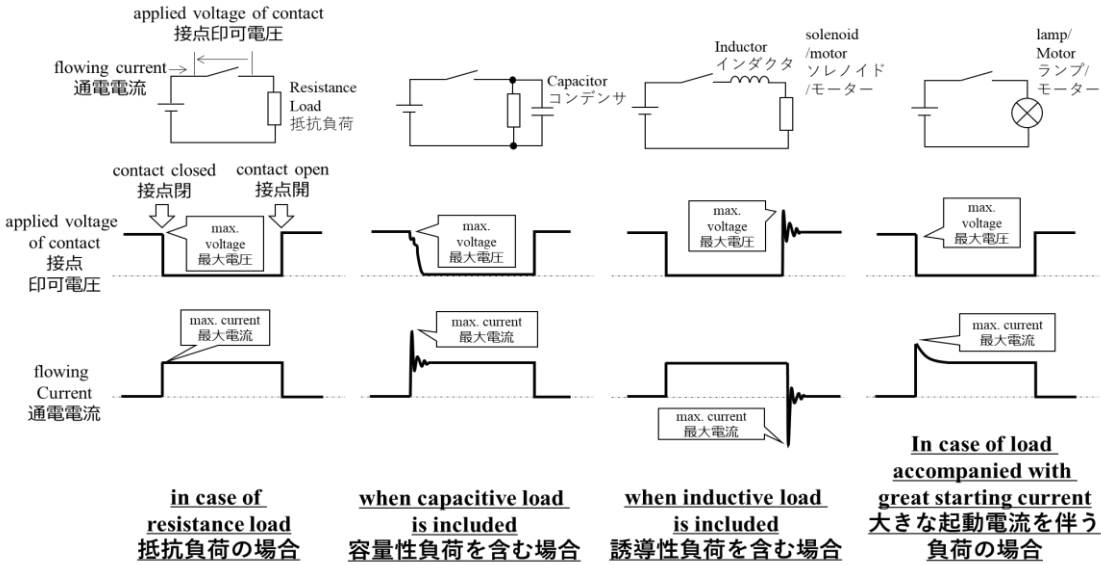 applied voltage of contact
接点印可電圧
flowing current
通電電流
Resistance
Load
抵抗負荷
Capacitor
コンデンサ
Inductor
インダクタ
solenoid
/motor
ソレノイド
/モーター
lamp/
Motor
ランプ/
モーター
contact closed
接点閉
contact open
接点開
applied voltage
of contact
接点
印可電圧
max.
voltage
最大電圧
max.
voltage
最大電圧
max.
voltage
最大電圧
max.
voltage
最大電圧
flowing
Current
通電電流
max. current
最大電流
max. current
最大電流
max. current
最大電流
max. current
最大電流
in case of
resistance load
抵抗負荷の場合
when capacitive load
is included
容量性負荷を含む場合
when inductive load
is included
誘導性負荷を含む場合
In case of load
accompanied with
great starting current
大きな起動電流を伴う
負荷の場合